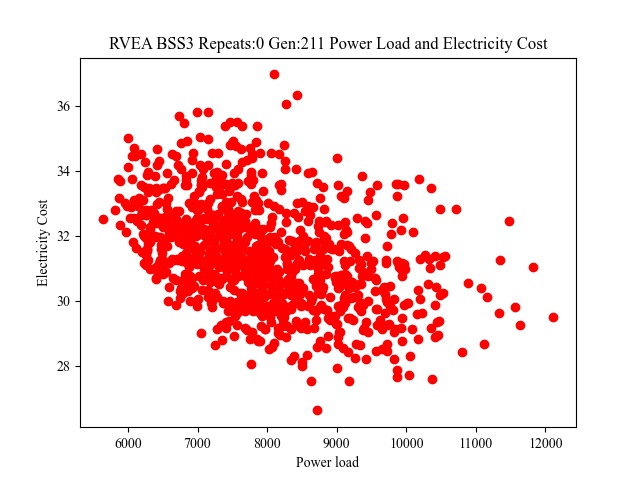 RVEA BSS3 Repeats:0 Gen:211 Power Load and Electricity Cost
36
34
32
30
28
Electricity Cost
6000 7000 8000 9000 10000 11000 12000
Power load